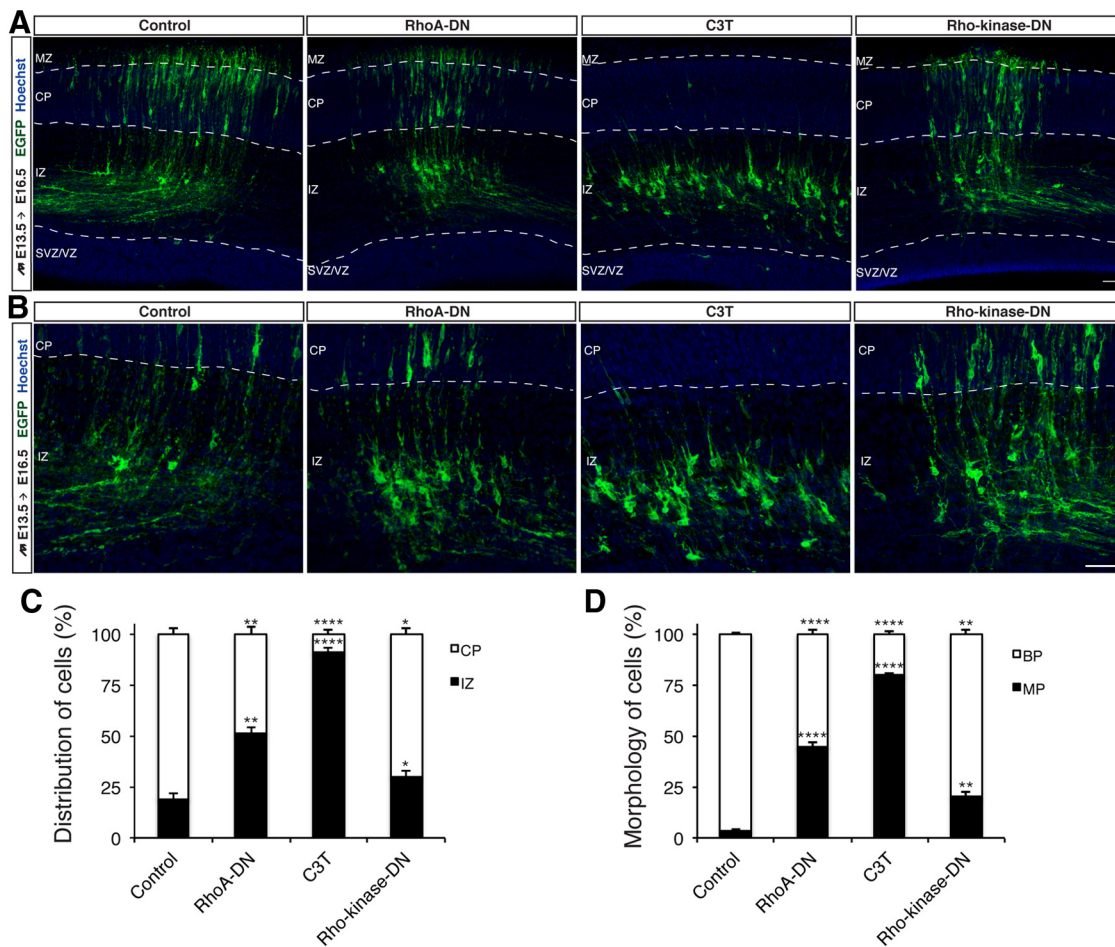 A
Control
RhoA-DN
C3T
Rho-kinase-DN
E13.5 → E16.5 EGFP Hoechst
MZ
CP
IZ
SVZ/VZ
MZ
CP
IZ
SVZ/VZ
MZ
CP
IZ
SVZ/VZ
MZ
CP
IZ
SVZ/VZ
B
Control
RhoA-DN
C3T
Rho-kinase-DN
E13.5 → E16.5 EGFP Hoechst
CP
IZ
CP
IZ
CP
IZ
CP
IZ
C
Distribution of cells (%)
100
75
50
25
0
**
****
*
****
**
*
CP
IZ
Control
RhoA-DN
C3T
Rho-kinase-DN
D
Morphology of cells (%)
100
75
50
25
0
****
****
**
****
****
**
BP
MP
Control
RhoA-DN
C3T
Rho-kinase-DN